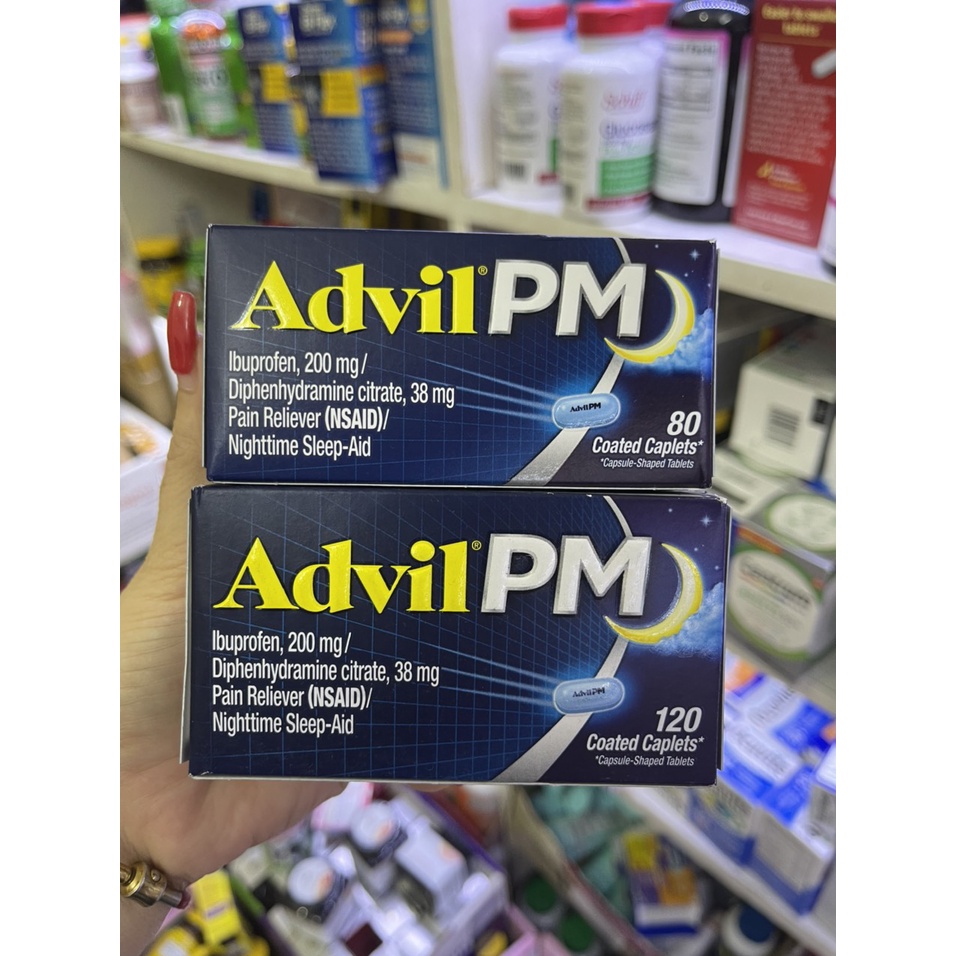 Advil® PM
Ibuprofen, 200 mg/
Diphenhydramine citrate, 38 mg
Pain Reliever (NSAID)/
Nighttime Sleep-Aid
Advil PM
80
Coated Caplets*
*Capsule-Shaped Tablets
Advil® PM
Ibuprofen, 200 mg/
Diphenhydramine citrate, 38 mg
Pain Reliever (NSAID)/
Nighttime Sleep-Aid
Advil PM
120
Coated Caplets*
*Capsule-Shaped Tablets